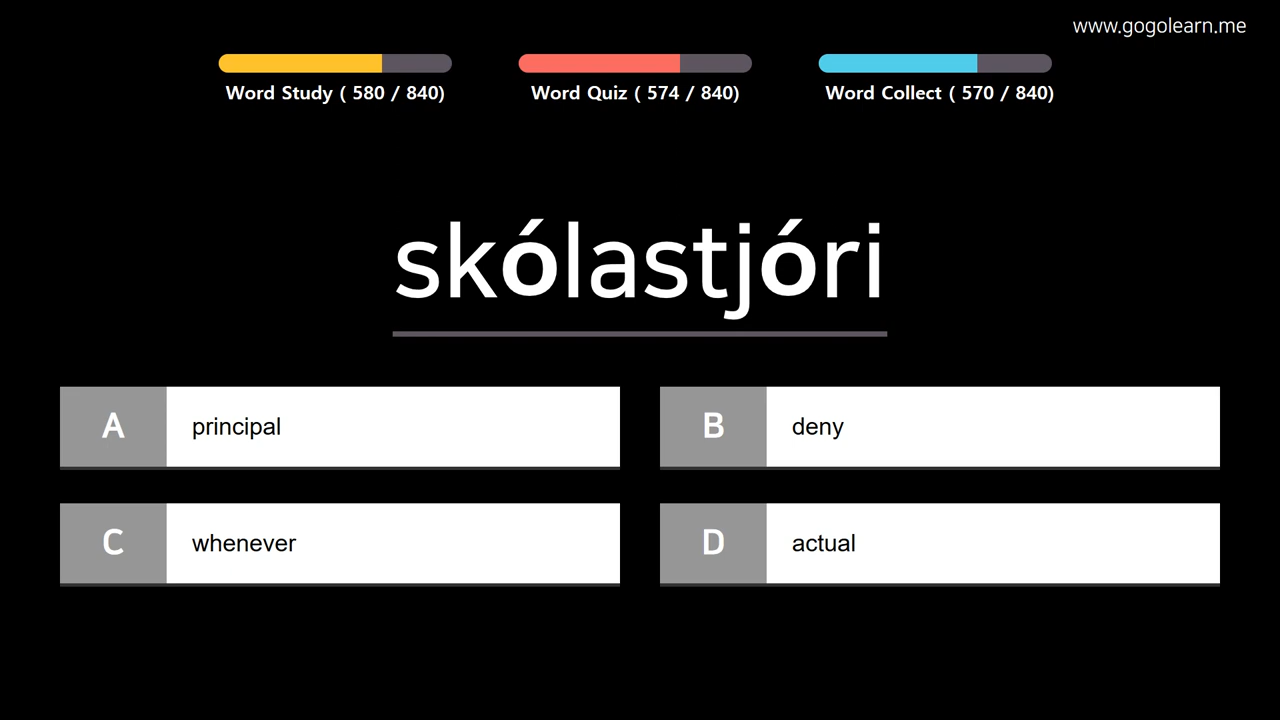 www.gogolearn.me
Word Study ( 580 / 840)
Word Quiz ( 574 / 840)
Word Collect ( 570 / 840)
skólastjóri
A principal
B deny
C whenever
D actual